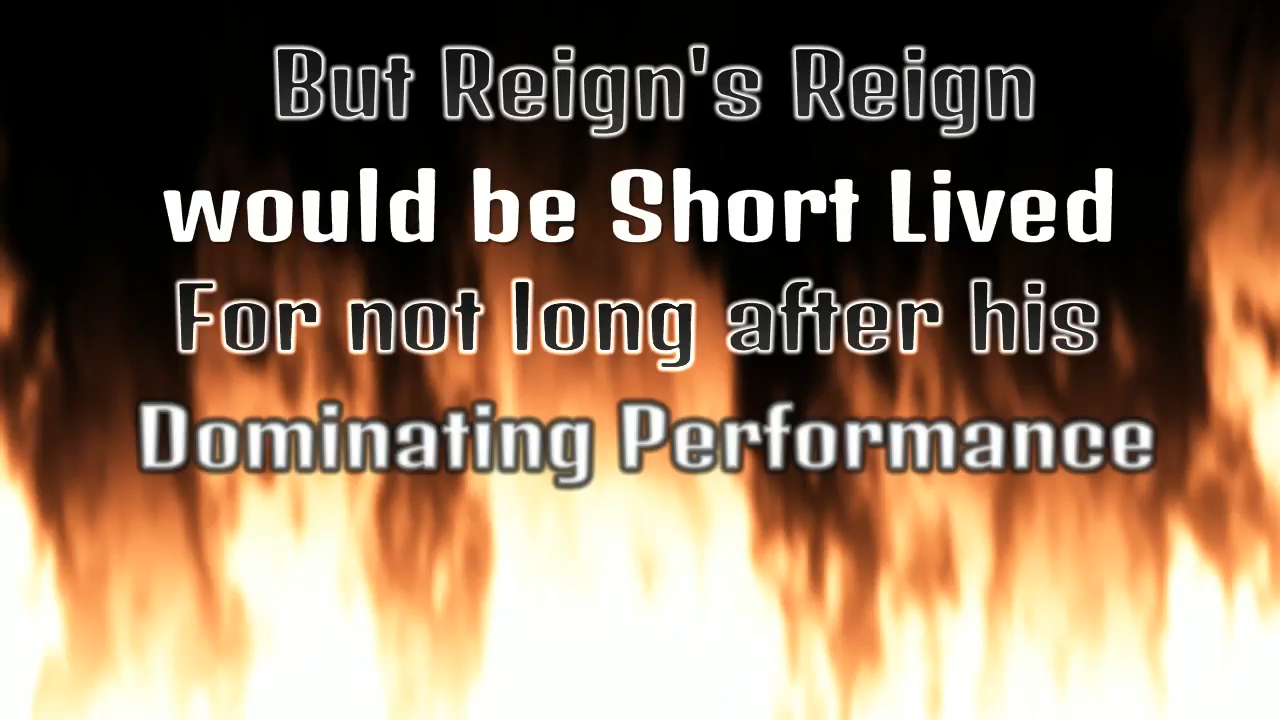 But Reign's Reign
would be Short Lived
For not long after his
Dominating Performance